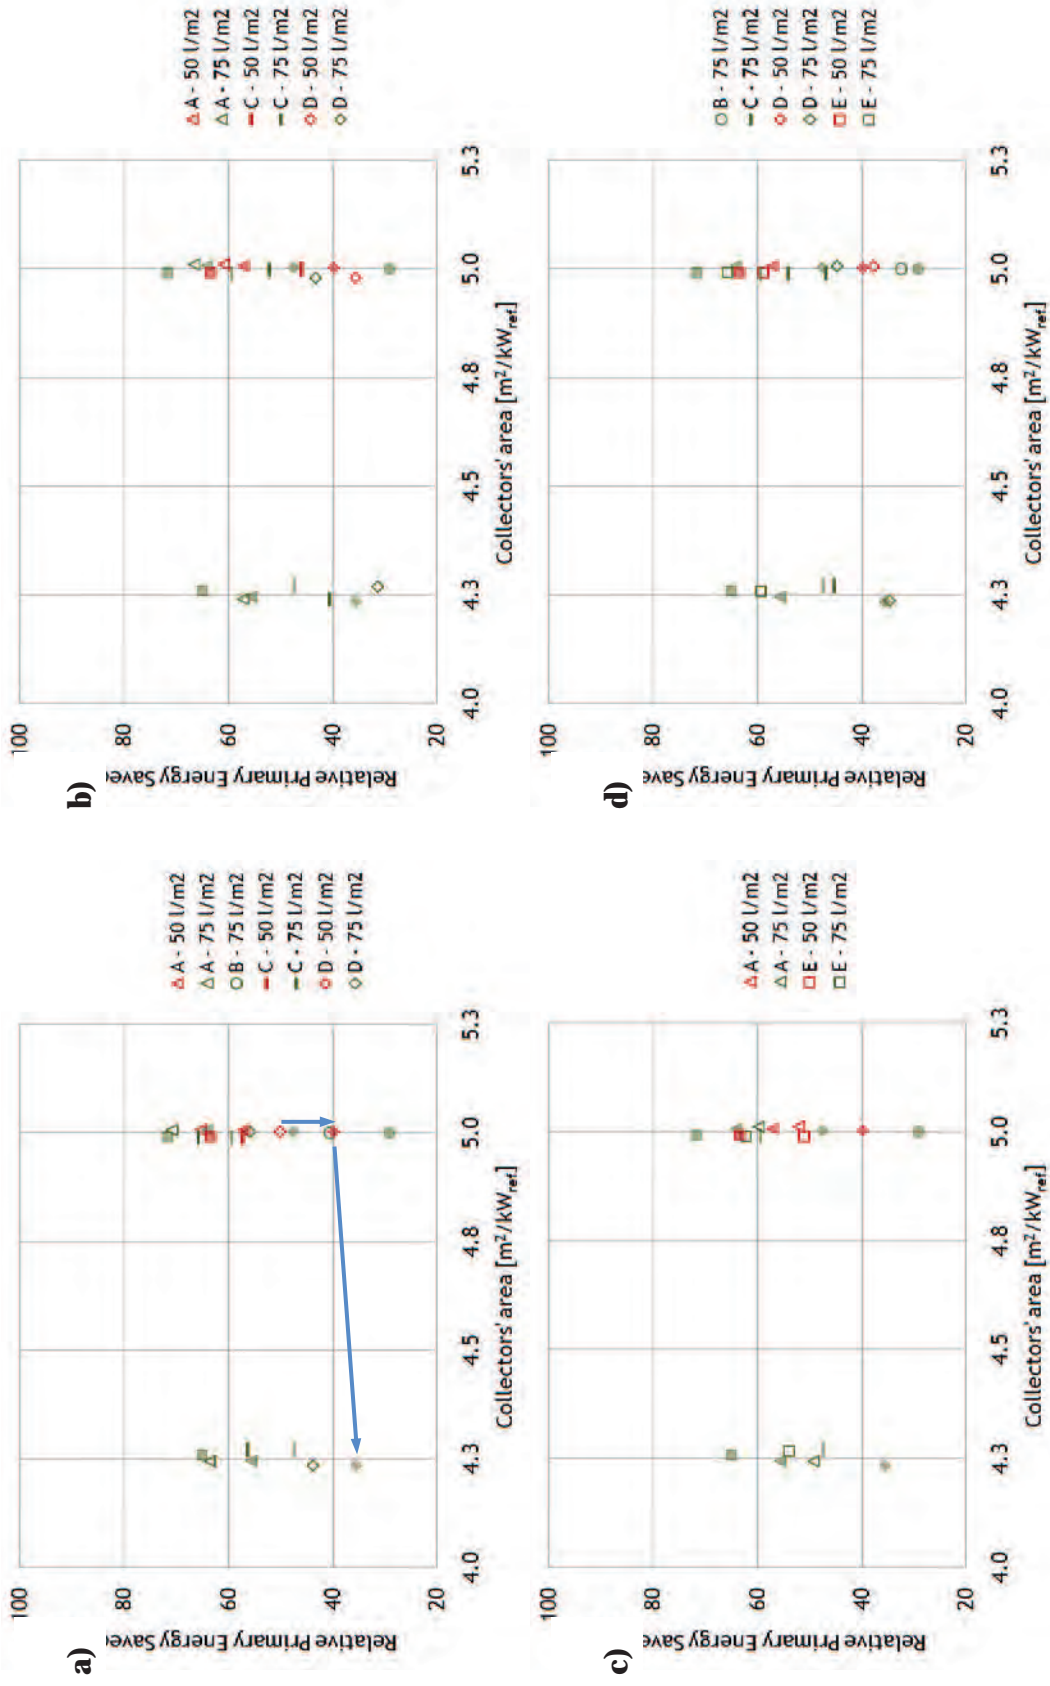 a)
Relative Primary Energy Save
100
80
60
40
20
4.0
4.3
4.5
4.8
5.0
5.3
Collectors' area [m²/kW_ref]
A - 50 l/m2
A - 75 l/m2
B - 75 l/m2
C - 50 l/m2
C - 75 l/m2
D - 50 l/m2
D - 75 l/m2
b)
Relative Primary Energy Save
100
80
60
40
20
4.0
4.3
4.5
4.8
5.0
5.3
Collectors' area [m²/kW_ref]
A - 50 l/m2
A - 75 l/m2
C - 50 l/m2
C - 75 l/m2
D - 50 l/m2
D - 75 l/m2
c)
Relative Primary Energy Save
100
80
60
40
20
4.0
4.3
4.5
4.8
5.0
5.3
Collectors' area [m²/kW_ref]
A - 50 l/m2
A - 75 l/m2
E - 50 l/m2
E - 75 l/m2
d)
Relative Primary Energy Save
100
80
60
40
20
4.0
4.3
4.5
4.8
5.0
5.3
Collectors' area [m²/kW_ref]
B - 75 l/m2
C - 75 l/m2
D - 50 l/m2
D - 75 l/m2
E - 50 l/m2
E - 75 l/m2